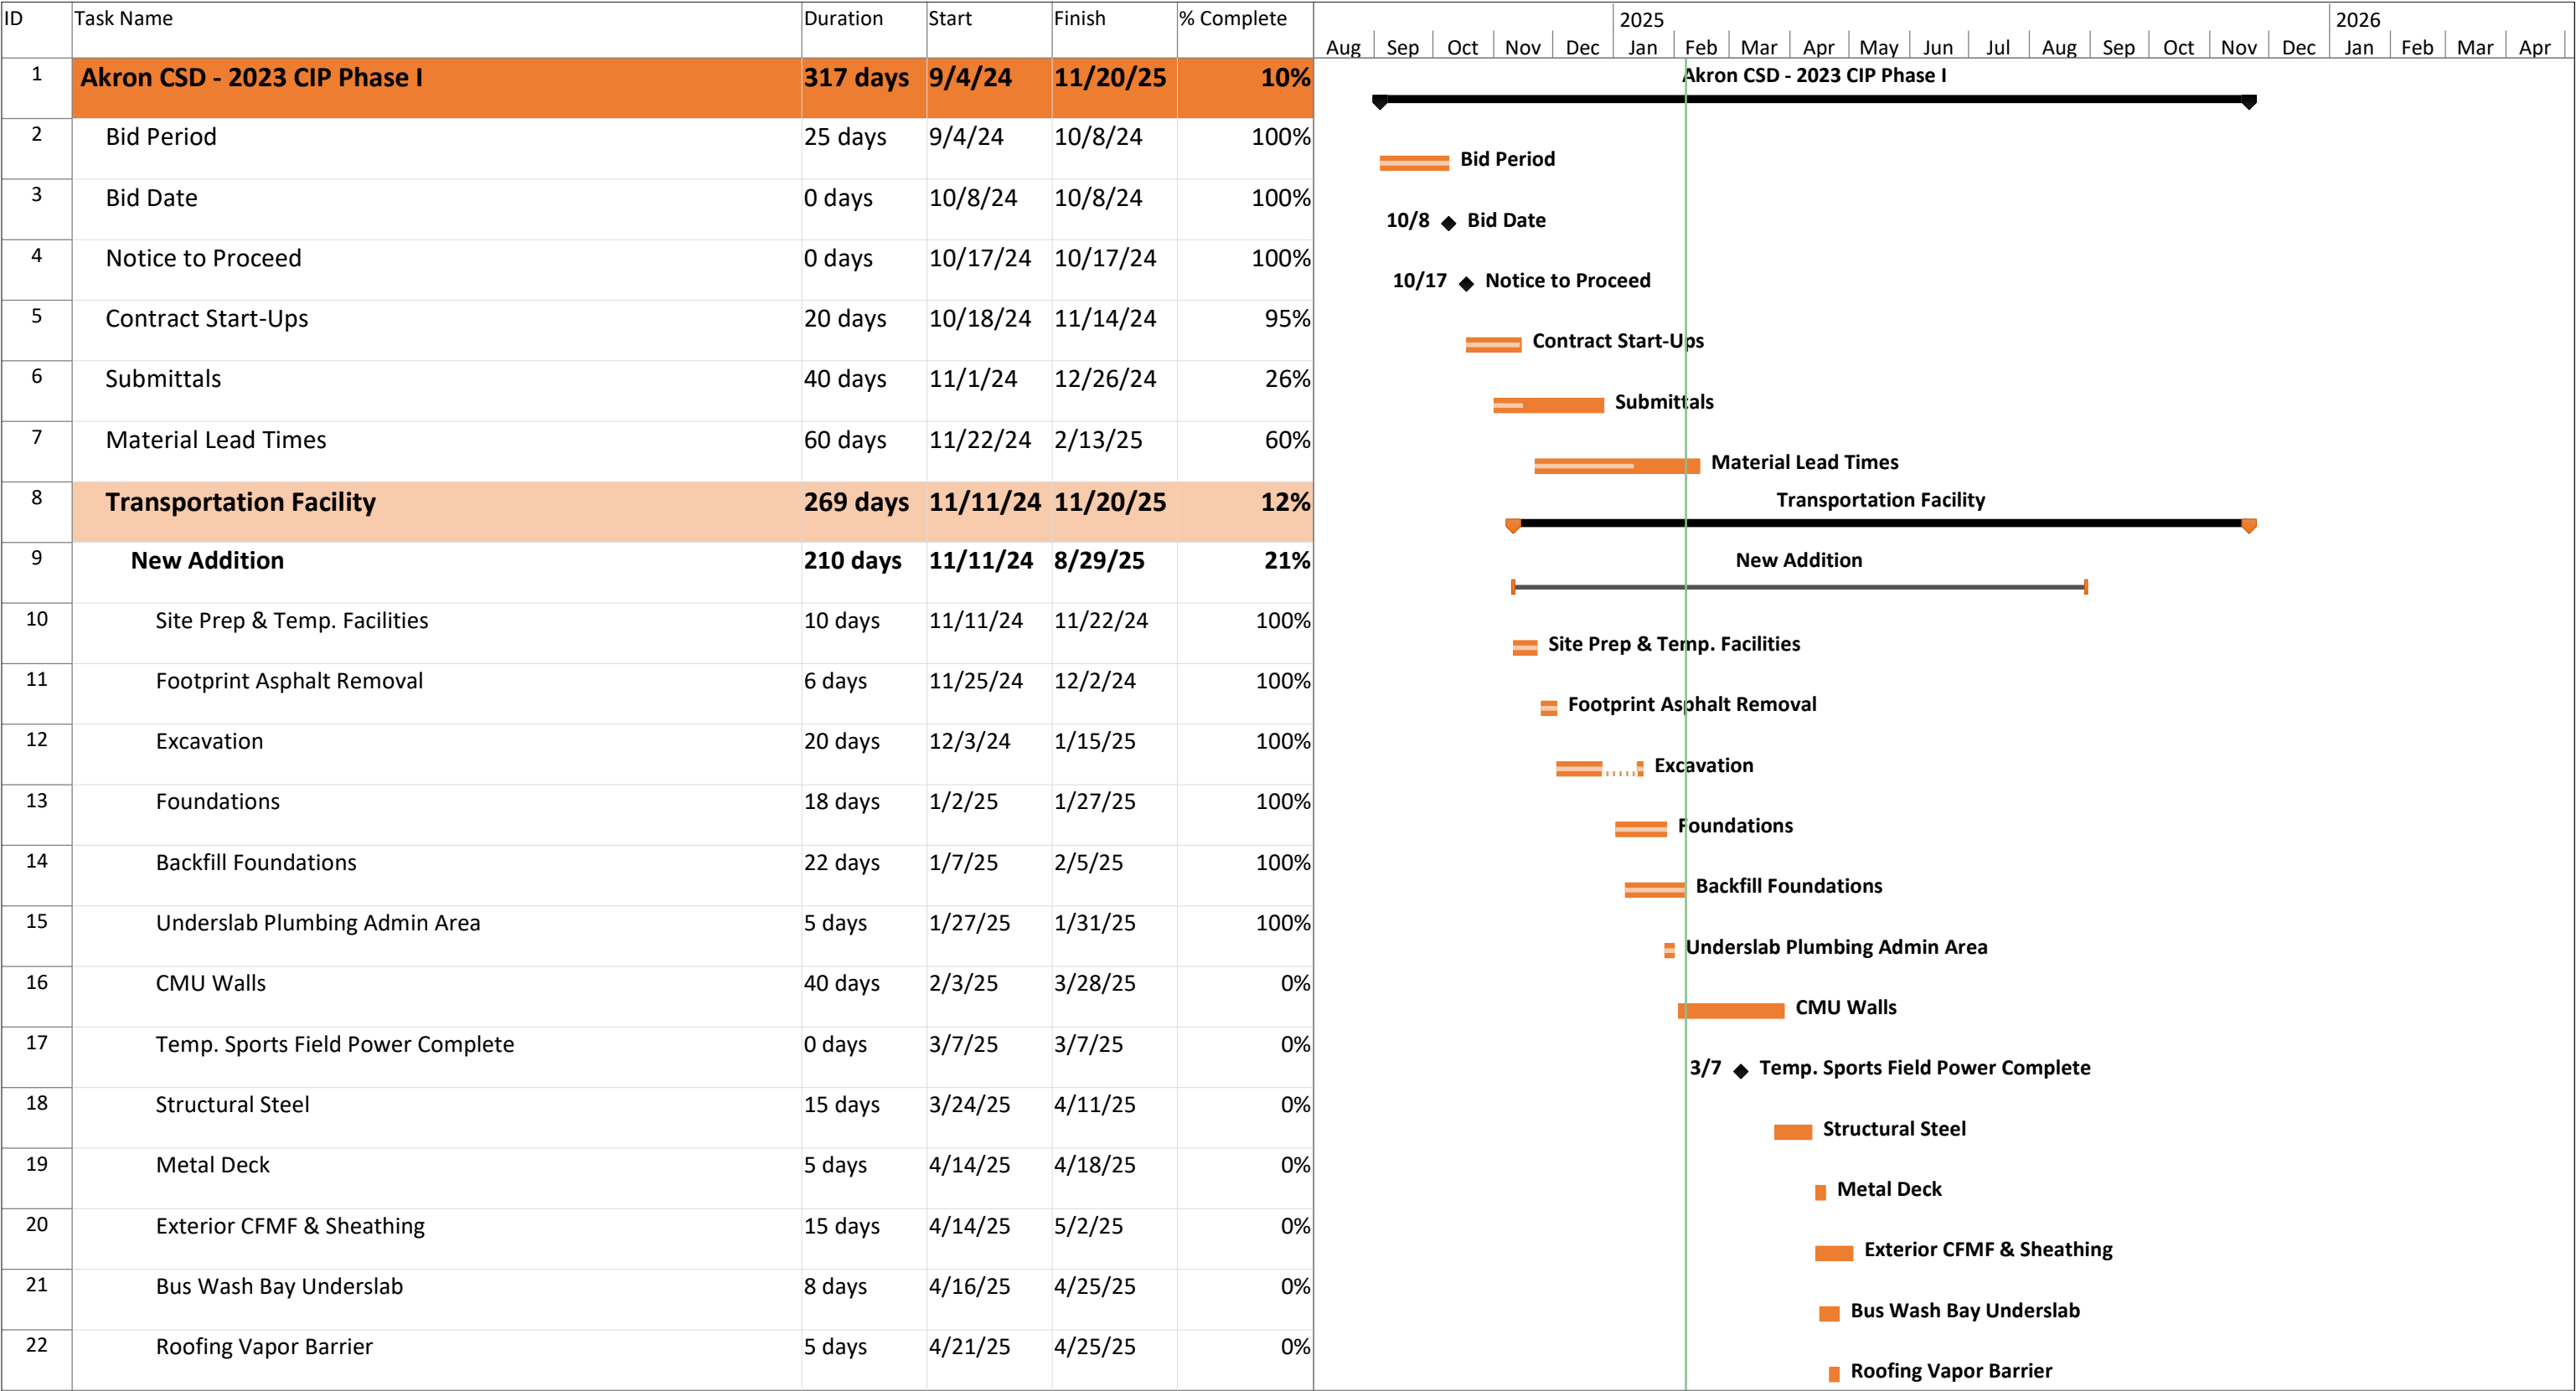 ID Task Name Duration Start Finish % Complete 2025 2026
Aug Sep Oct Nov Dec Jan Feb Mar Apr May Jun Jul Aug Sep Oct Nov Dec Jan Feb Mar Apr
1 Akron CSD - 2023 CIP Phase I 317 days 9/4/24 11/20/25 10% Akron CSD - 2023 CIP Phase I
2 Bid Period 25 days 9/4/24 10/8/24 100% Bid Period
3 Bid Date 0 days 10/8/24 10/8/24 100% 10/8 Bid Date
4 Notice to Proceed 0 days 10/17/24 10/17/24 100% 10/17 Notice to Proceed
5 Contract Start-Ups 20 days 10/18/24 11/14/24 95% Contract Start-Ups
6 Submittals 40 days 11/1/24 12/26/24 26% Submittals
7 Material Lead Times 60 days 11/22/24 2/13/25 60% Material Lead Times
8 Transportation Facility 269 days 11/11/24 11/20/25 12% Transportation Facility
9 New Addition 210 days 11/11/24 8/29/25 21% New Addition
10 Site Prep & Temp. Facilities 10 days 11/11/24 11/22/24 100% Site Prep & Temp. Facilities
11 Footprint Asphalt Removal 6 days 11/25/24 12/2/24 100% Footprint Asphalt Removal
12 Excavation 20 days 12/3/24 1/15/25 100% Excavation
13 Foundations 18 days 1/2/25 1/27/25 100% Foundations
14 Backfill Foundations 22 days 1/7/25 2/5/25 100% Backfill Foundations
15 Underslab Plumbing Admin Area 5 days 1/27/25 1/31/25 100% Underslab Plumbing Admin Area
16 CMU Walls 40 days 2/3/25 3/28/25 0% CMU Walls
17 Temp. Sports Field Power Complete 0 days 3/7/25 3/7/25 0% 3/7 Temp. Sports Field Power Complete
18 Structural Steel 15 days 3/24/25 4/11/25 0% Structural Steel
19 Metal Deck 5 days 4/14/25 4/18/25 0% Metal Deck
20 Exterior CFMF & Sheathing 15 days 4/14/25 5/2/25 0% Exterior CFMF & Sheathing
21 Bus Wash Bay Underslab 8 days 4/16/25 4/25/25 0% Bus Wash Bay Underslab
22 Roofing Vapor Barrier 5 days 4/21/25 4/25/25 0% Roofing Vapor Barrier